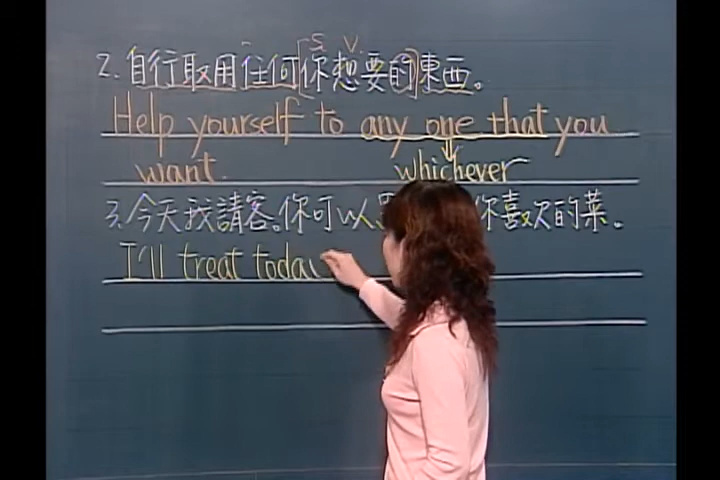 S V
2. 自行取用任何你想要的東西。
Help yourself to any one that you
want. whichever
3. 今天我請客。你可以 你喜欢的菜。
I'll treat today